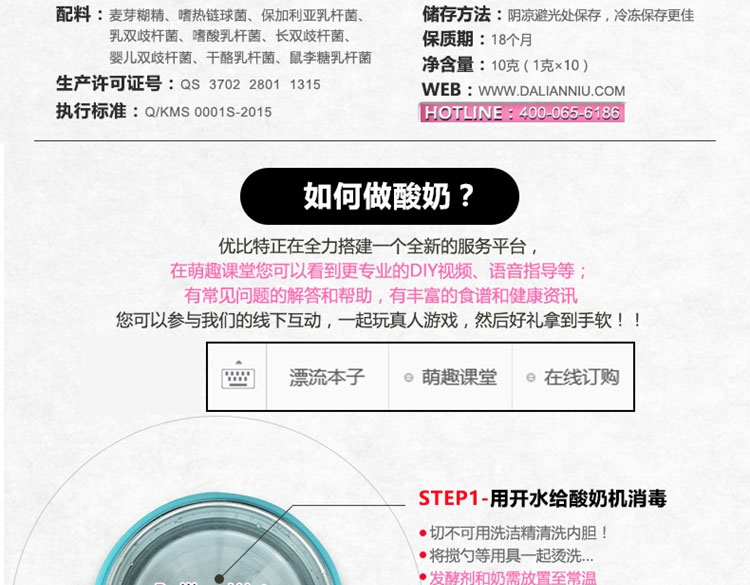 配料：麦芽糊精、嗜热链球菌、保加利亚乳杆菌、
乳双歧杆菌、嗜酸乳杆菌、长双歧杆菌、
婴儿双歧杆菌、干酪乳杆菌、鼠李糖乳杆菌
生产许可证号：QS 3702 2801 1315
执行标准：Q/KMS 0001S-2015
储存方法：阴凉避光处保存，冷冻保存更佳
保质期：18个月
净含量：10克（1克×10）
WEB：WWW.DALIANNIU.COM
HOTLINE：400-065-6186
如何做酸奶？
优比特正在全力搭建一个全新的服务平台，
在萌趣课堂您可以看到更专业的DIY视频、语音指导等；
有常见问题的解答和帮助，有丰富的食谱和健康资讯
您可以参与我们的线下互动，一起玩真人游戏，然后好礼拿到手软！！
漂流本子 萌趣课堂 在线订购
STEP1-用开水给酸奶机消毒
●切不可用洗洁精清洗内胆！
●将搅勺等用具一起烫洗...
●发酵剂和奶需放置至常温